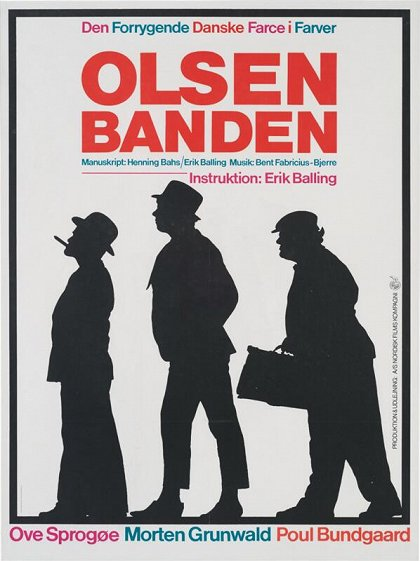 Den Forrygende Danske Farce i Farver
OLSEN
BANDEN
Manuskript: Henning Bahs/Erik Balling Musik: Bent Fabricius-Bjerre
Instruktion: Erik Balling
PRODUKTION & UDLEJNING: A/S NORDISK FILMS KOMPAGNI
Ove Sprogøe Morten Grunwald Poul Bundgaard